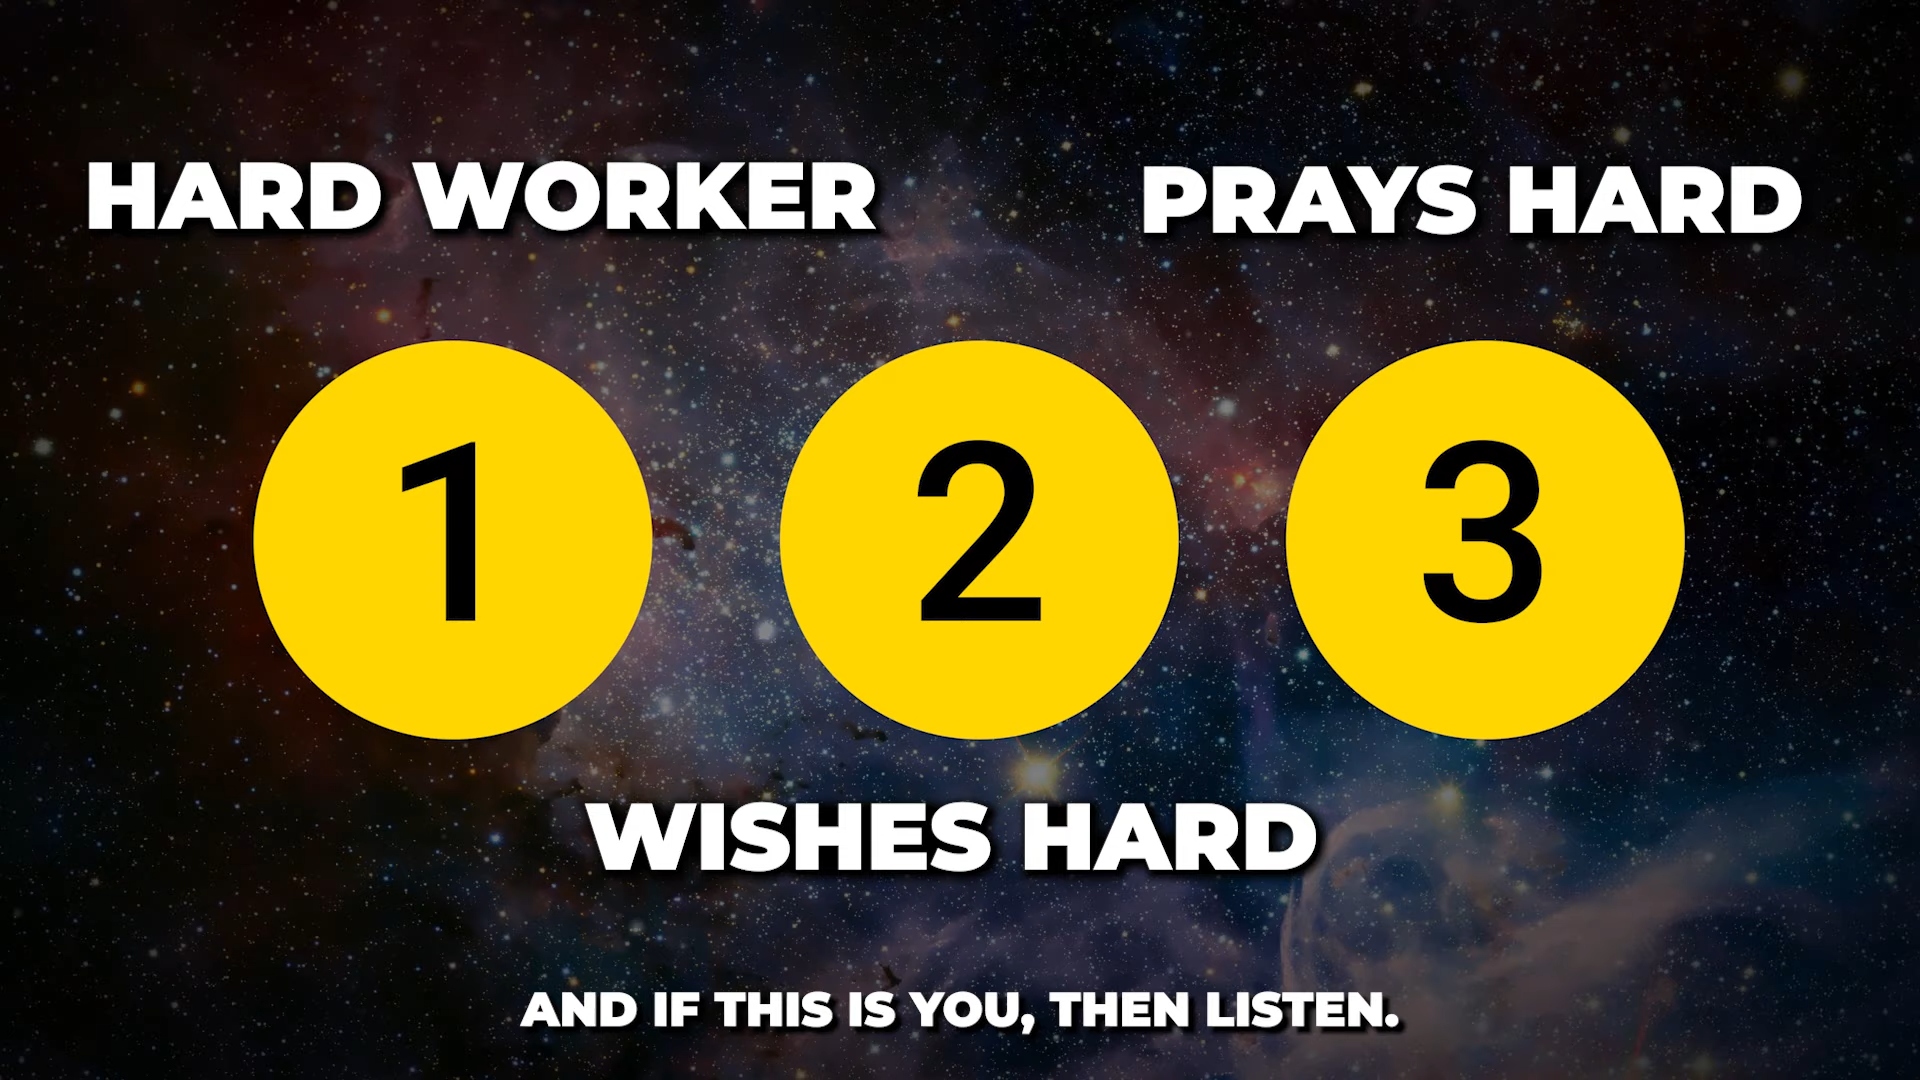 HARD WORKER
PRAYS HARD
1
2
3
WISHES HARD
AND IF THIS IS YOU, THEN LISTEN.